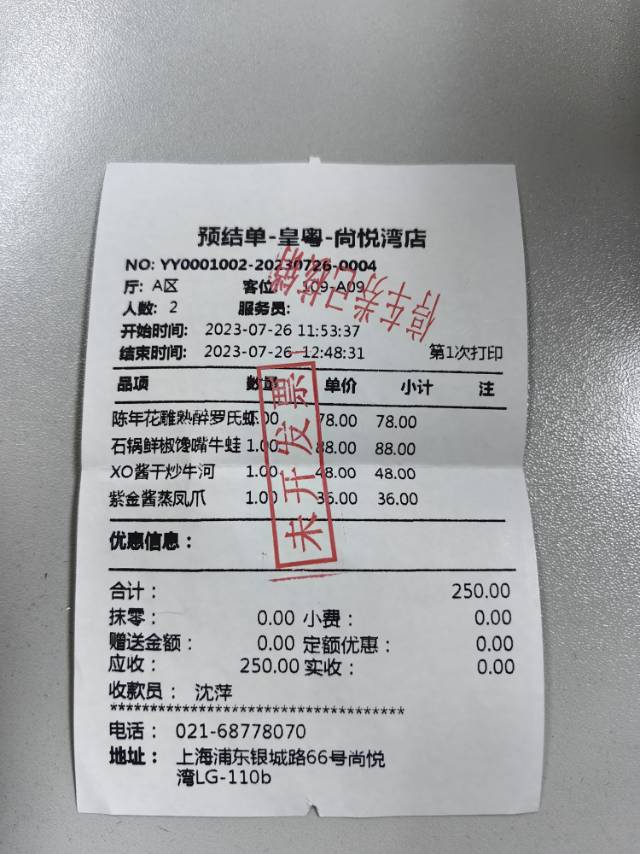 预结单-皇粤-尚悦湾店
NO: YY0001002-20230726-0004
厅: A区 客位: 109-A09
停车券已核销
人数: 2 服务员:
开始时间: 2023-07-26 11:53:37
结束时间: 2023-07-26 12:48:31 第1次打印
品项 数量 单价 小计 注
陈年花雕熟醉罗氏虾 78.00 78.00
石锅鲜椒馋嘴牛蛙 1.00 88.00 88.00
XO酱干炒牛河 1.00 48.00 48.00
紫金酱蒸凤爪 1.00 36.00 36.00
未开发票
优惠信息:
合计: 250.00
抹零: 0.00 小费: 0.00
赠送金额: 0.00 定额优惠: 0.00
应收: 250.00 实收: 0.00
收款员: 沈萍
***********************************
电话: 021-68778070
地址: 上海浦东银城路66号尚悦
湾LG-110b